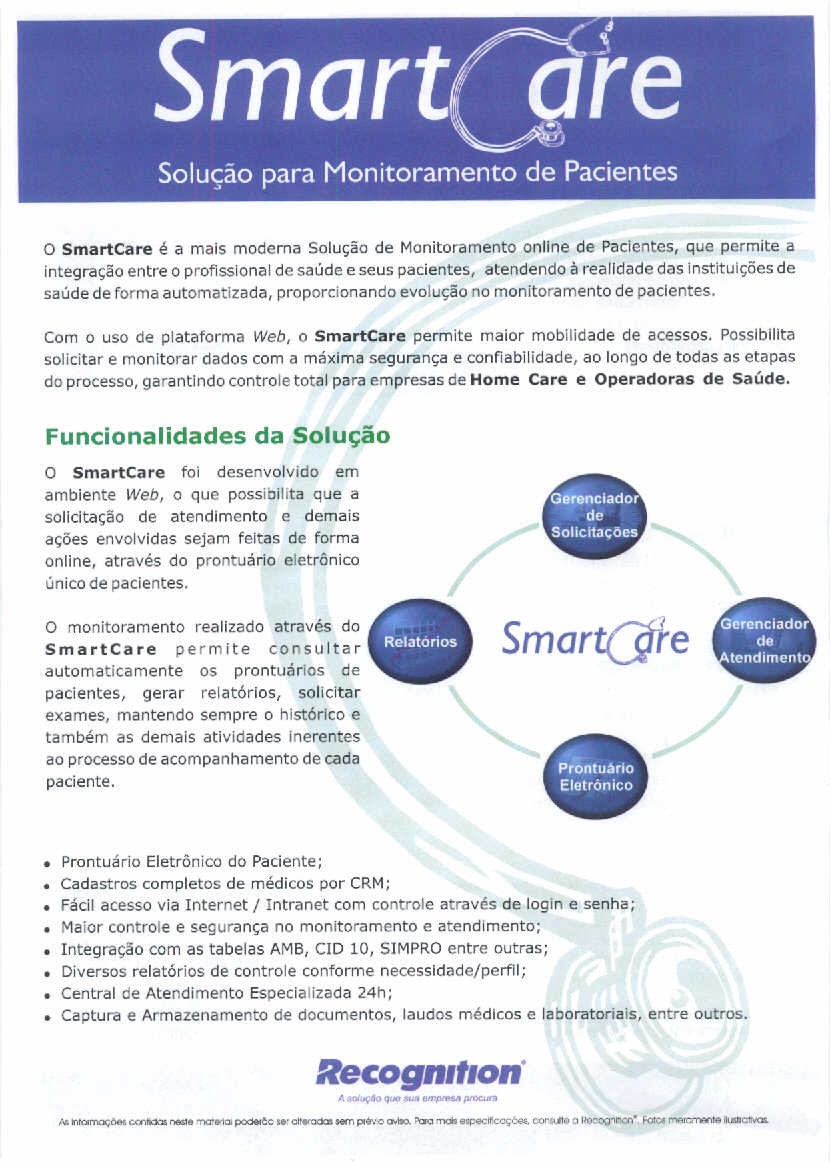 SmartCare
Solução para Monitoramento de Pacientes
O SmartCare é a mais moderna Solução de Monitoramento online de Pacientes, que permite a
integração entre o profissional de saúde e seus pacientes, atendendo à realidade das instituições de
saúde de forma automatizada, proporcionando evolução no monitoramento de pacientes.
Com o uso de plataforma Web, o SmartCare permite maior mobilidade de acessos. Possibilita
solicitar e monitorar dados com a máxima segurança e confiabilidade, ao longo de todas as etapas
do processo, garantindo controle total para empresas de Home Care e Operadoras de Saúde.
Funcionalidades da Solução
O SmartCare foi desenvolvido em
ambiente Web, o que possibilita que a
solicitação de atendimento e demais
ações envolvidas sejam feitas de forma
online, através do prontuário eletrônico
único de pacientes.
O monitoramento realizado através do
SmartCare permite consultar
automaticamente os prontuários de
pacientes, gerar relatórios, solicitar
exames, mantendo sempre o histórico e
também as demais atividades inerentes
ao processo de acompanhamento de cada
paciente.
Gerenciador
de
Solicitações
Relatórios
SmartCare
Gerenciador
de
Atendimento
Prontuário
Eletrônico
• Prontuário Eletrônico do Paciente;
• Cadastros completos de médicos por CRM;
• Fácil acesso via Internet / Intranet com controle através de login e senha;
• Maior controle e segurança no monitoramento e atendimento;
• Integração com as tabelas AMB, CID 10, SIMPRO entre outras;
• Diversos relatórios de controle conforme necessidade/perfil;
• Central de Atendimento Especializada 24h;
• Captura e Armazenamento de documentos, laudos médicos e laboratoriais, entre outros.
Recognition®
A solução que sua empresa procura
As informações contidas neste material poderão ser alteradas sem prévio aviso. Para mais especificações, consulte a Recognition®. Fotos meramente ilustrativas.